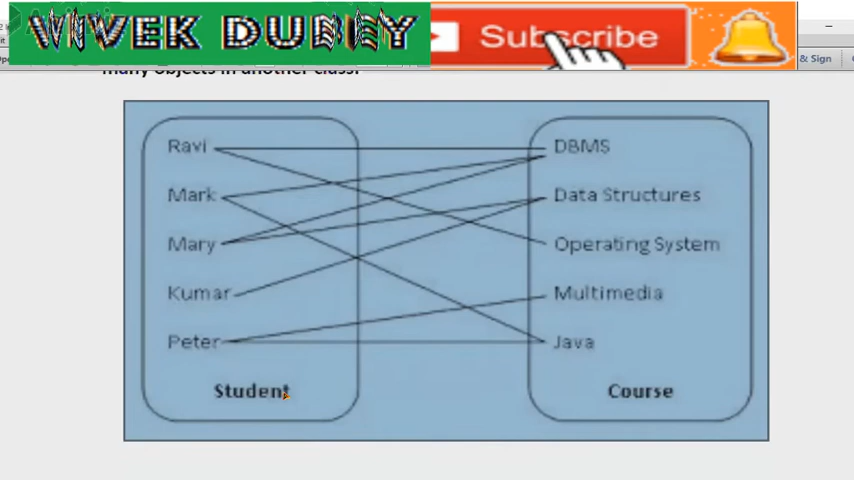 VIVEK DUBEY
Subscribe
& Sign
many objects in another class.
Ravi
Mark
Mary
Kumar
Peter
Student
DBMS
Data Structures
Operating System
Multimedia
Java
Course